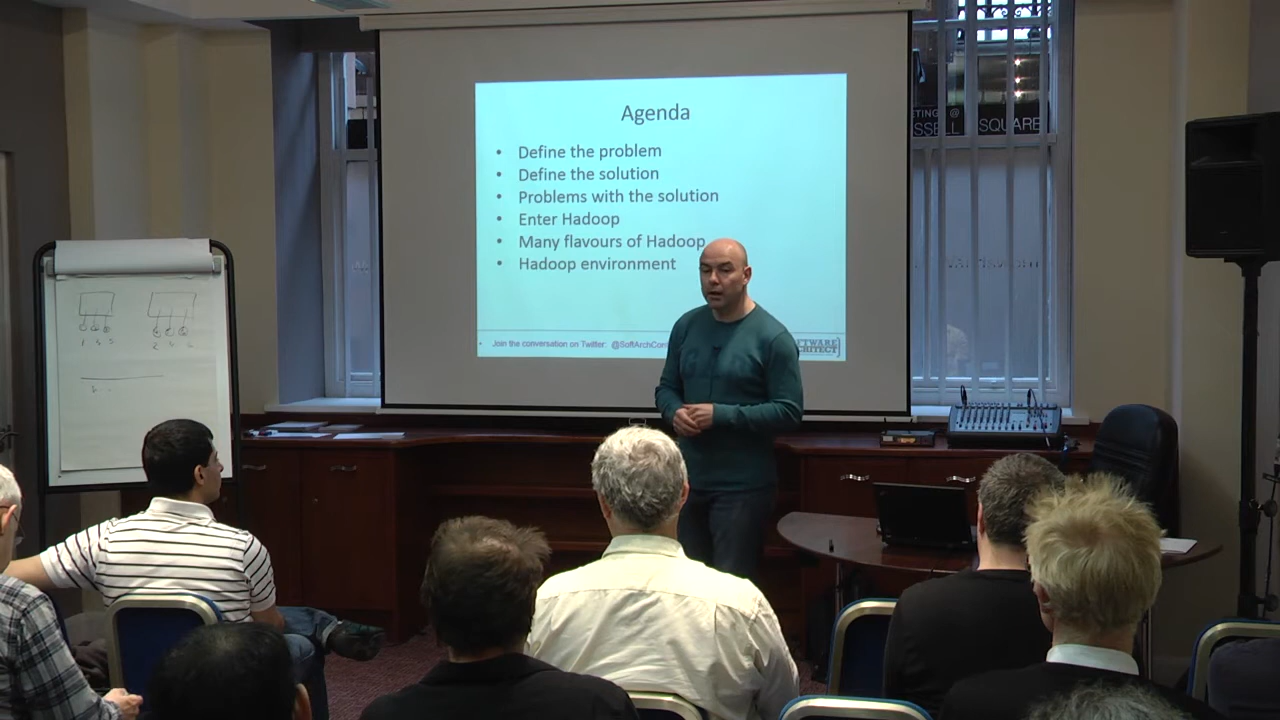 Agenda
• Define the problem
• Define the solution
• Problems with the solution
• Enter Hadoop
• Many flavours of Hadoop
• Hadoop environment
Join the conversation on Twitter: @SoftArchCon
SQUARE